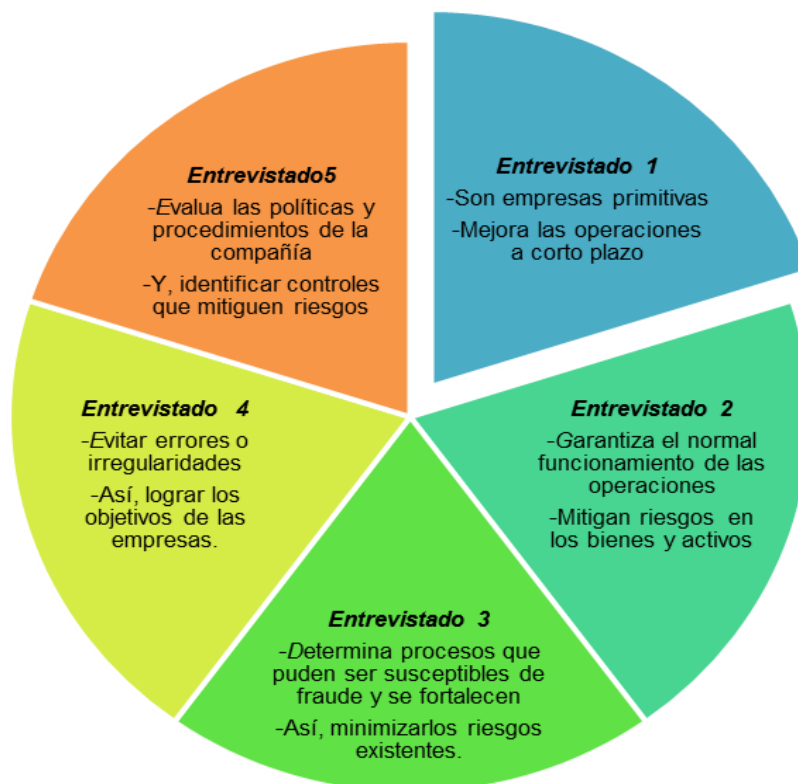 Entrevistado 1
-Son empresas primitivas
-Mejora las operaciones
a corto plazo
Entrevistado 2
-Garantiza el normal
funcionamiento de las
operaciones
-Mitigan riesgos en
los bienes y activos
Entrevistado 3
-Determina procesos que
puden ser susceptibles de
fraude y se fortalecen
-Así, minimizarlos riesgos
existentes.
Entrevistado 4
-Evitar errores o
irregularidades
-Así, lograr los
objetivos de las
empresas.
Entrevistado5
-Evalua las políticas y
procedimientos de la
compañía
-Y, identificar controles
que mitiguen riesgos